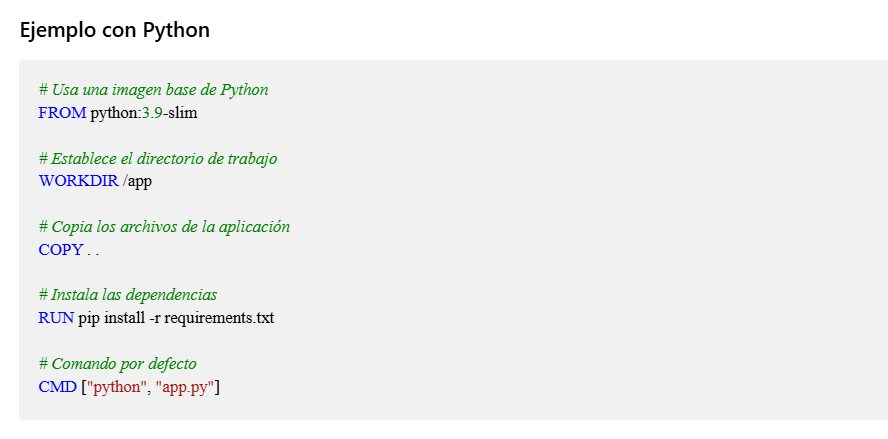 Ejemplo con Python
# Usa una imagen base de Python
FROM python:3.9-slim
# Establece el directorio de trabajo
WORKDIR /app
# Copia los archivos de la aplicación
COPY . .
# Instala las dependencias
RUN pip install -r requirements.txt
# Comando por defecto
CMD ["python", "app.py"]